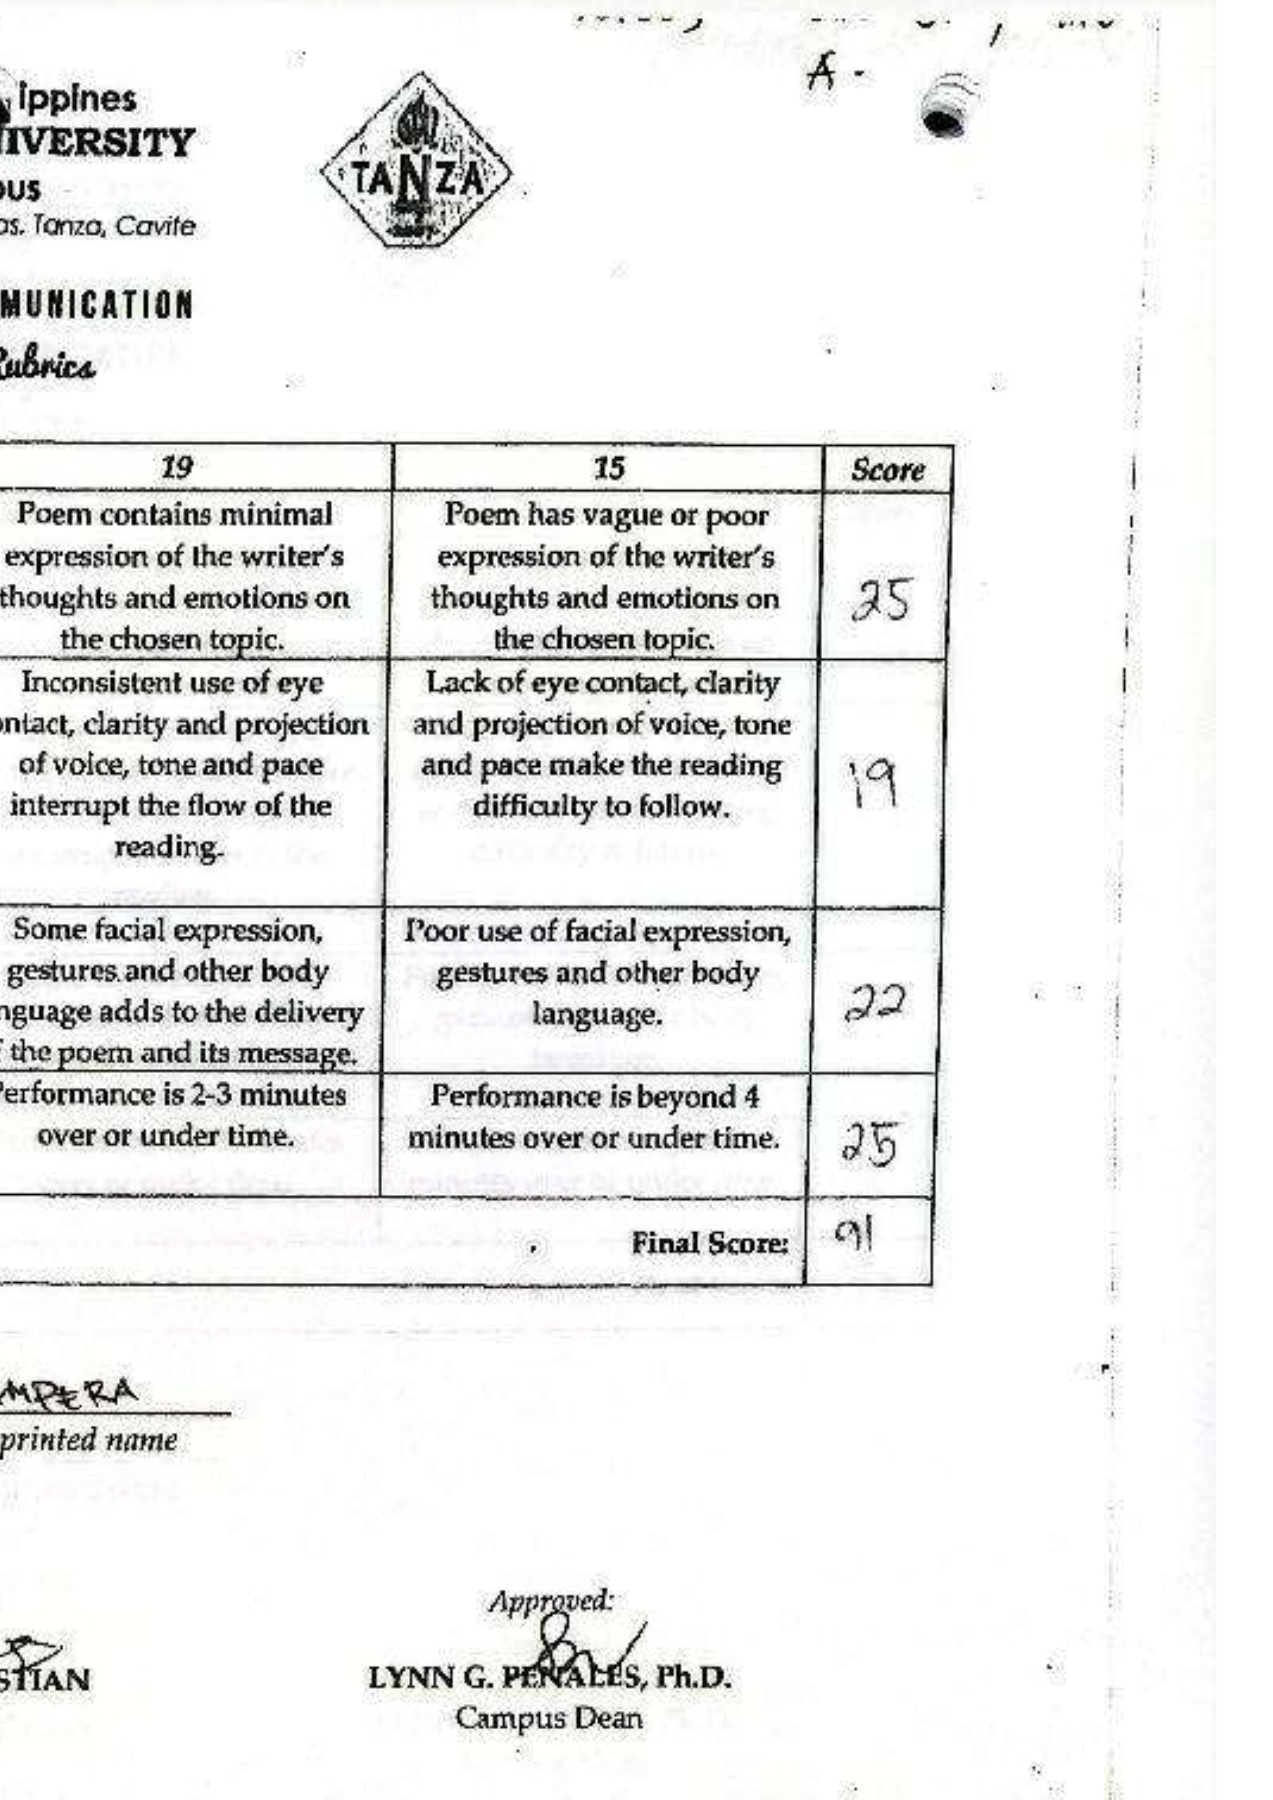 A-
ippines
IVERSITY
ous
os. Tanza, Cavite
TANZA
MUNICATION
Rubrics
19 15 Score
Poem contains minimal
expression of the writer's
thoughts and emotions on
the chosen topic.
Poem has vague or poor
expression of the writer's
thoughts and emotions on
the chosen topic.
25
Inconsistent use of eye
ontact, clarity and projection
of voice, tone and pace
interrupt the flow of the
reading.
Lack of eye contact, clarity
and projection of voice, tone
and pace make the reading
difficulty to follow.
19
Some facial expression,
gestures and other body
nguage adds to the delivery
f the poem and its message.
Poor use of facial expression,
gestures and other body
language.
22
Performance is 2-3 minutes
over or under time.
Performance is beyond 4
minutes over or under time.
25
Final Score: 91
MPERA
printed name
STIAN
Approved:
LYNN G. PENALES, Ph.D.
Campus Dean